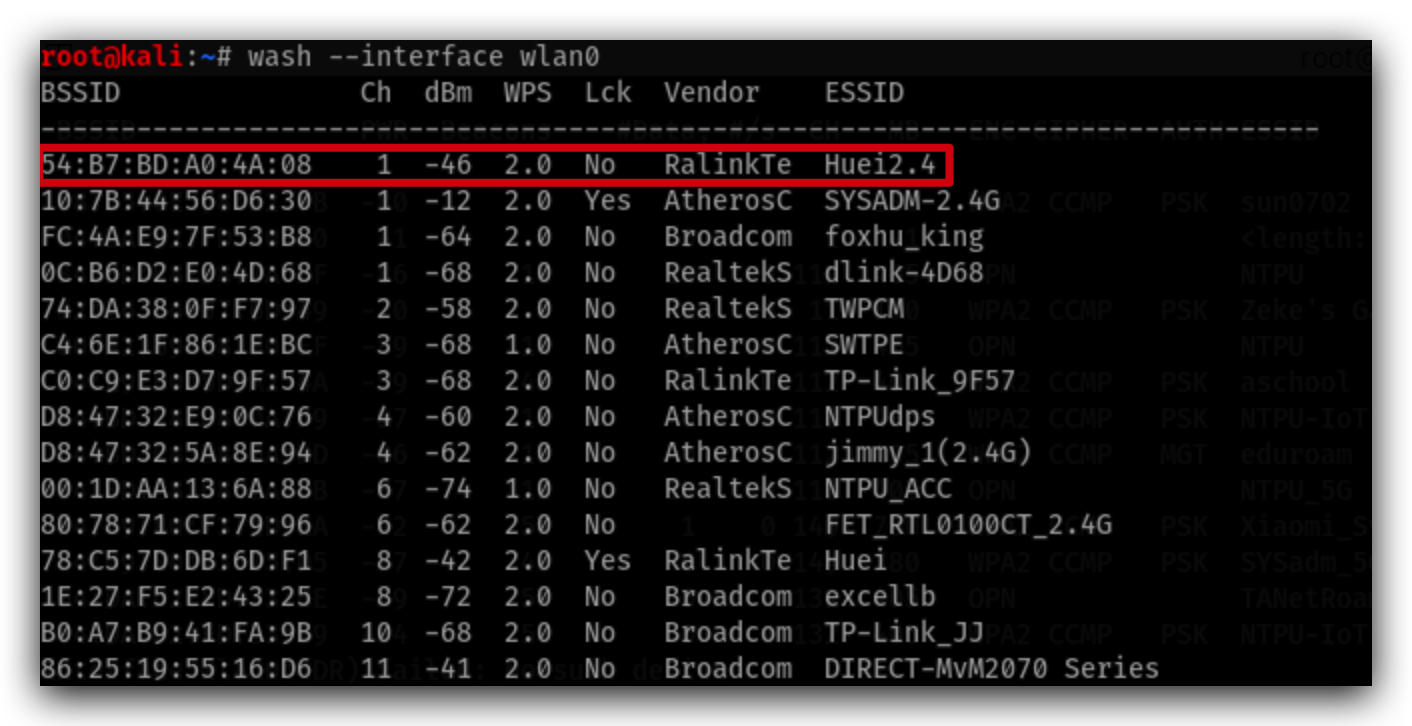 root@kali:~# wash --interface wlan0
BSSID Ch dBm WPS Lck Vendor ESSID
--------------------------------------------------------------------------------
54:B7:BD:A0:4A:08 1 -46 2.0 No RalinkTe Huei2.4
10:7B:44:56:D6:30 1 -12 2.0 Yes AtherosC SYSADM-2.4G
FC:4A:E9:7F:53:B8 1 -64 2.0 No Broadcom foxhu_king
0C:B6:D2:E0:4D:68 1 -68 2.0 No RealtekS dlink-4D68
74:DA:38:0F:F7:97 2 -58 2.0 No RealtekS TWPCM
C4:6E:1F:86:1E:BC 3 -68 1.0 No AtherosC SWTPE
C0:C9:E3:D7:9F:57 3 -68 2.0 No RalinkTe TP-Link_9F57
D8:47:32:E9:0C:76 4 -60 2.0 No AtherosC NTPUdps
D8:47:32:5A:8E:94 4 -62 2.0 No AtherosC jimmy_1(2.4G)
00:1D:AA:13:6A:88 6 -74 1.0 No RealtekS NTPU_ACC
80:78:71:CF:79:96 6 -62 2.0 No FET_RTL0100CT_2.4G
78:C5:7D:DB:6D:F1 8 -42 2.0 Yes RalinkTe Huei
1E:27:F5:E2:43:25 8 -72 2.0 No Broadcom excellb
B0:A7:B9:41:FA:9B 10 -68 2.0 No Broadcom TP-Link_JJ
86:25:19:55:16:D6 11 -41 2.0 No Broadcom DIRECT-MvM2070 Series